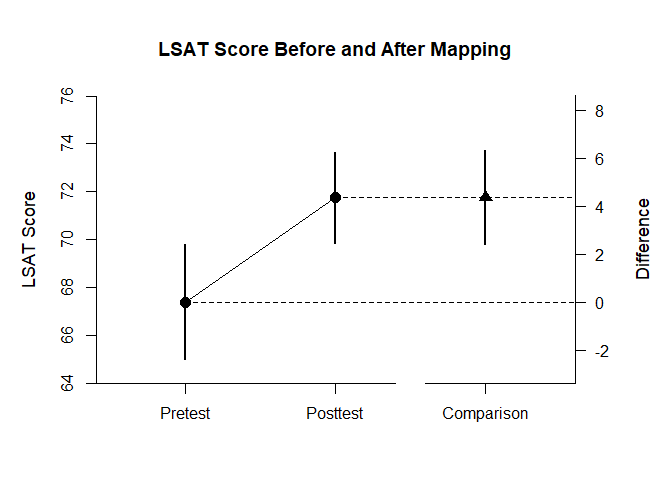 LSAT Score Before and After Mapping
LSAT Score
76
74
72
70
68
66
64
8
6
4
2
0
-2
Difference
Pretest
Posttest
Comparison